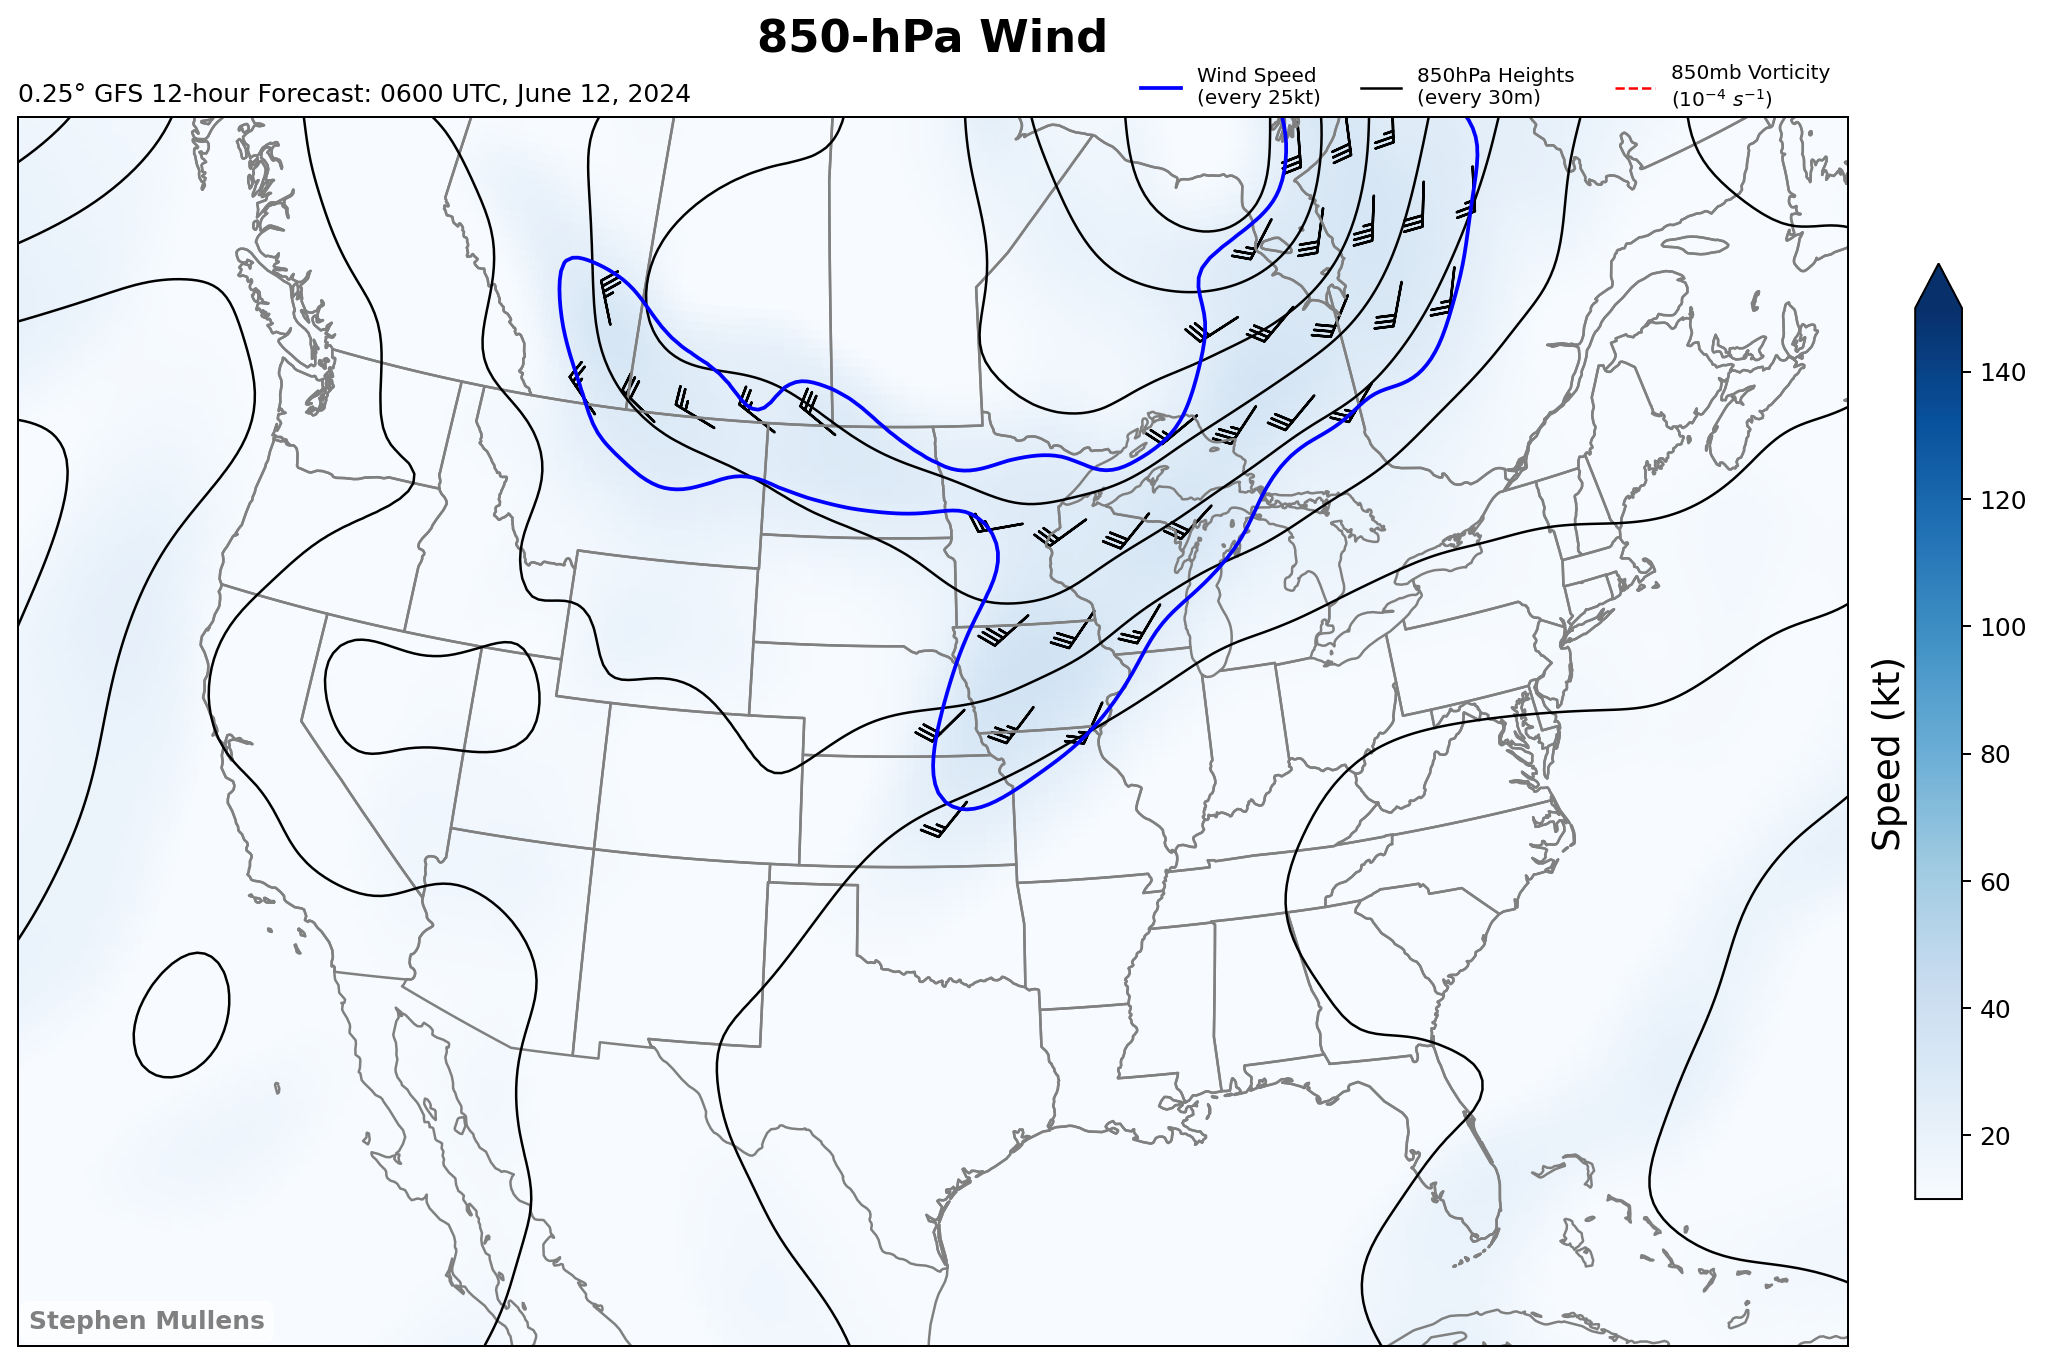 850-hPa Wind
0.25° GFS 12-hour Forecast: 0600 UTC, June 12, 2024
Wind Speed
(every 25kt)
850hPa Heights
(every 30m)
850mb Vorticity
(10⁻⁴ s⁻¹)
140
120
100
80
60
40
20
Speed (kt)
Stephen Mullens